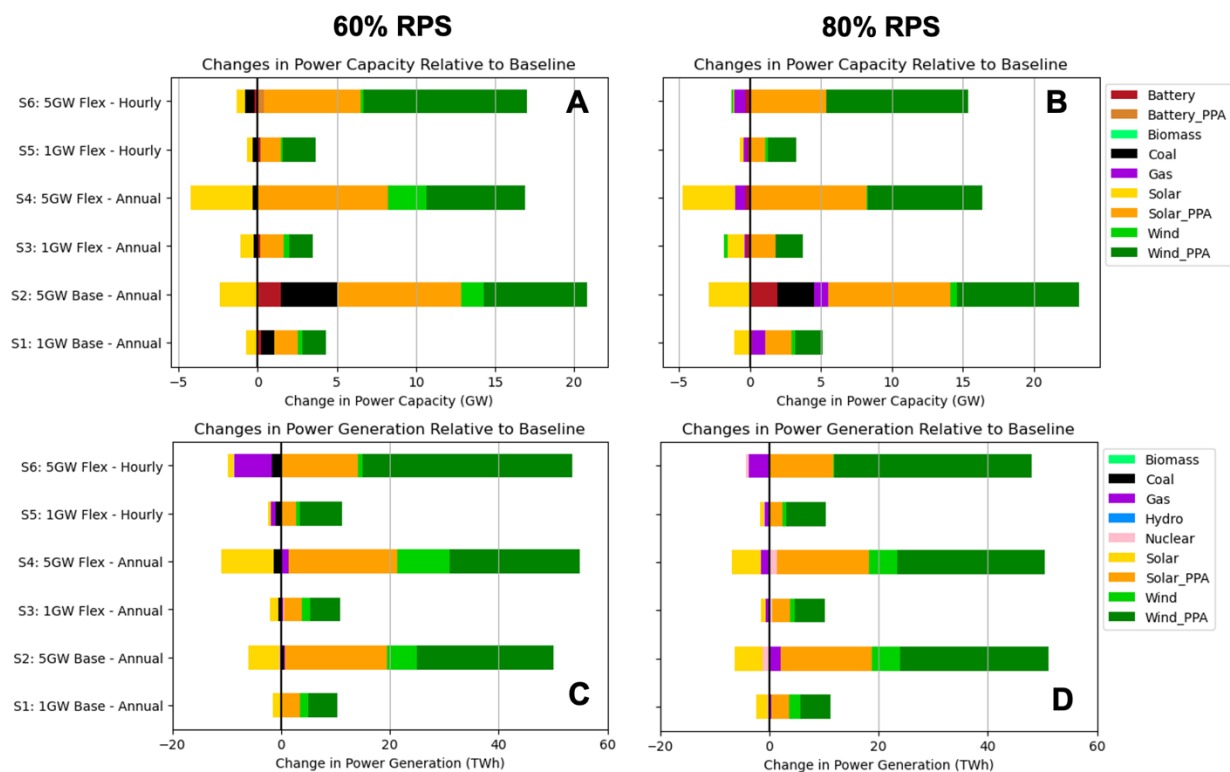 60% RPS
80% RPS
Changes in Power Capacity Relative to Baseline
S6: 5GW Flex - Hourly
S5: 1GW Flex - Hourly
S4: 5GW Flex - Annual
S3: 1GW Flex - Annual
S2: 5GW Base - Annual
S1: 1GW Base - Annual
A
−5 0 5 10 15 20
Change in Power Capacity (GW)
Changes in Power Capacity Relative to Baseline
B
−5 0 5 10 15 20
Change in Power Capacity (GW)
Battery
Battery_PPA
Biomass
Coal
Gas
Solar
Solar_PPA
Wind
Wind_PPA
Changes in Power Generation Relative to Baseline
S6: 5GW Flex - Hourly
S5: 1GW Flex - Hourly
S4: 5GW Flex - Annual
S3: 1GW Flex - Annual
S2: 5GW Base - Annual
S1: 1GW Base - Annual
C
−20 0 20 40 60
Change in Power Generation (TWh)
Changes in Power Generation Relative to Baseline
D
−20 0 20 40 60
Change in Power Generation (TWh)
Biomass
Coal
Gas
Hydro
Nuclear
Solar
Solar_PPA
Wind
Wind_PPA